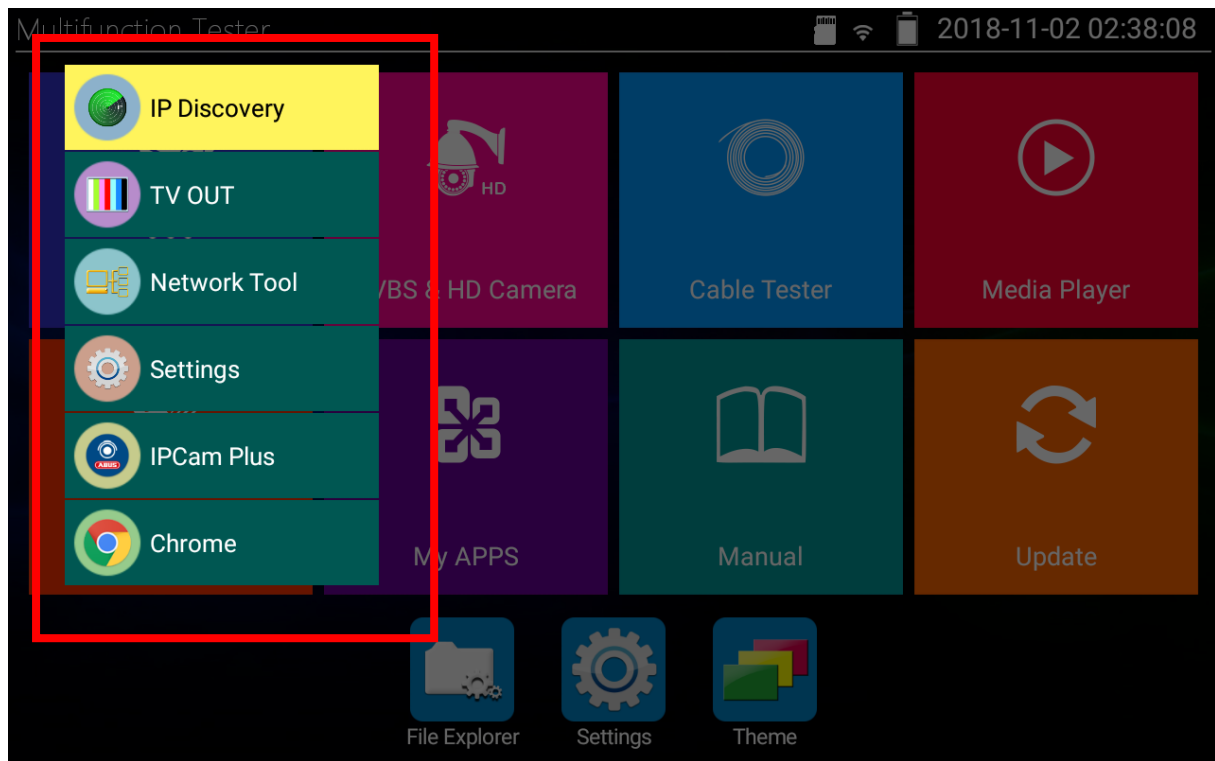 Multifunction Tester
2018-11-02 02:38:08
IP Discovery
TV OUT
Network Tool
Settings
IPCam Plus
ABUS
Chrome
HD
VBS & HD Camera
Cable Tester
Media Player
My APPS
Manual
Update
File Explorer
Settings
Theme